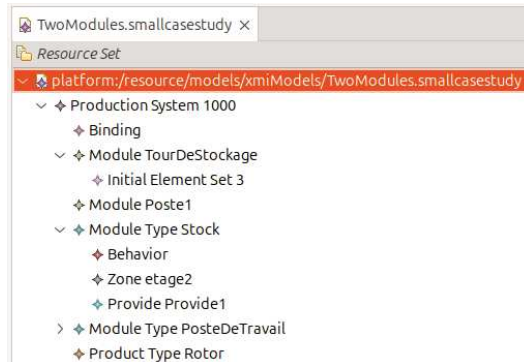 TwoModules.smallcasestudy ×
Resource Set
platform:/resource/models/xmiModels/TwoModules.smallcasestudy
Production System 1000
Binding
Module TourDeStockage
Initial Element Set 3
Module Poste1
Module Type Stock
Behavior
Zone etage2
Provide Provide1
Module Type PosteDeTravail
Product Type Rotor